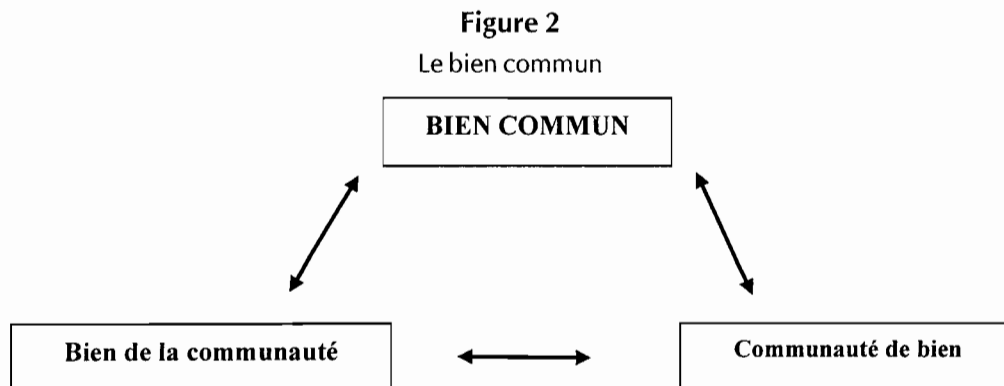 Figure 2
Le bien commun
BIEN COMMUN
Bien de la communauté
Communauté de bien